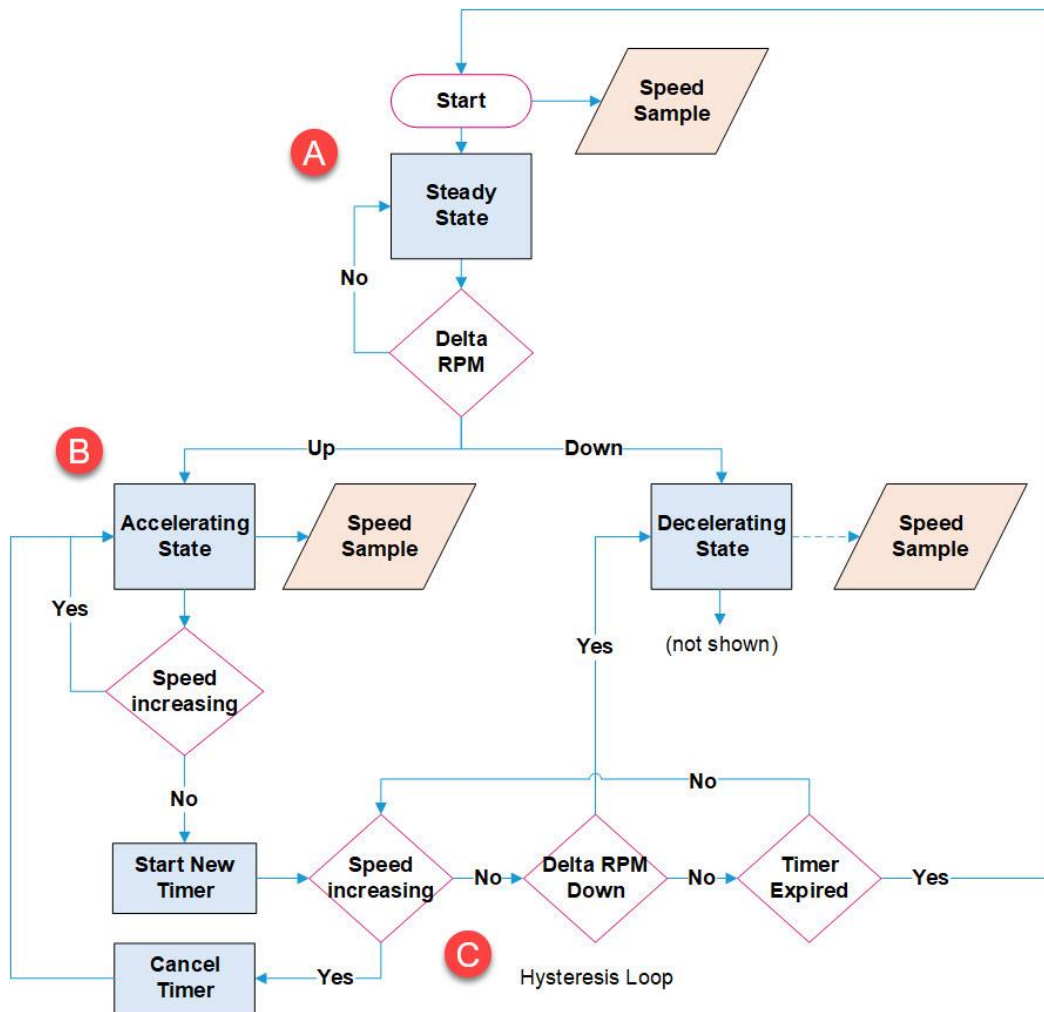 Start
Speed
Sample
A
Steady
State
No
Delta
RPM
B
Up
Down
Accelerating
State
Speed
Sample
Decelerating
State
Speed
Sample
Yes
(not shown)
Yes
Speed
increasing
No
No
Start New
Timer
Speed
increasing
No
Delta RPM
Down
No
Timer
Expired
Yes
C
Cancel
Timer
Yes
Hysteresis Loop